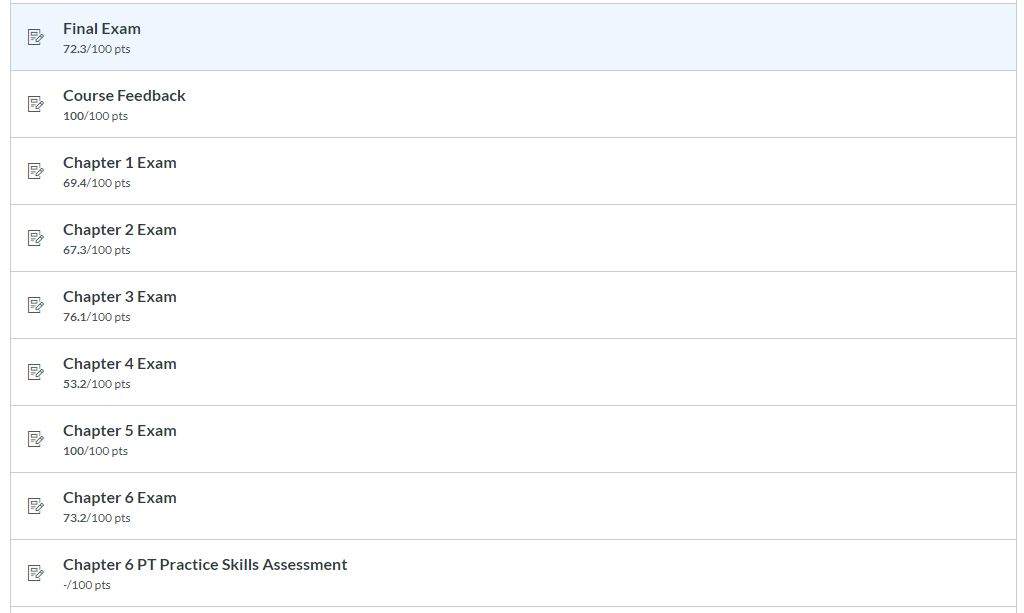 Final Exam
72.3/100 pts
Course Feedback
100/100 pts
Chapter 1 Exam
69.4/100 pts
Chapter 2 Exam
67.3/100 pts
Chapter 3 Exam
76.1/100 pts
Chapter 4 Exam
53.2/100 pts
Chapter 5 Exam
100/100 pts
Chapter 6 Exam
73.2/100 pts
Chapter 6 PT Practice Skills Assessment
-/100 pts